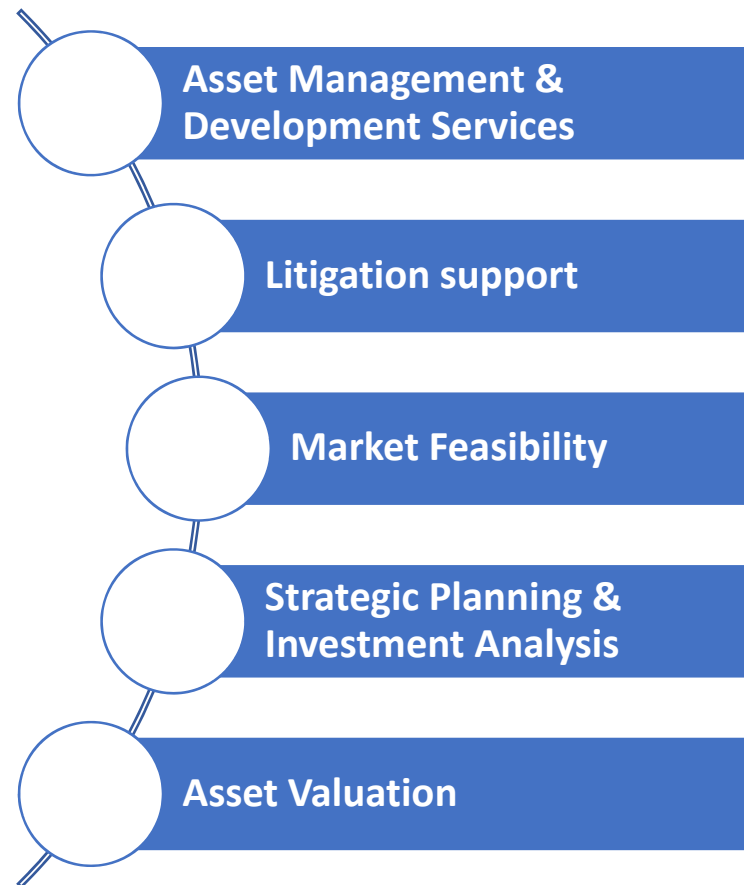 Asset Management &
Development Services
Litigation support
Market Feasibility
Strategic Planning &
Investment Analysis
Asset Valuation